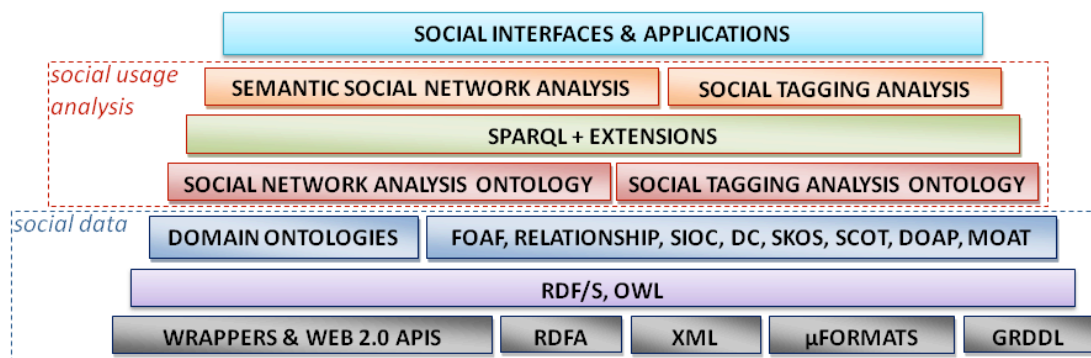 SOCIAL INTERFACES & APPLICATIONS
social usage
analysis
SEMANTIC SOCIAL NETWORK ANALYSIS
SOCIAL TAGGING ANALYSIS
SPARQL + EXTENSIONS
SOCIAL NETWORK ANALYSIS ONTOLOGY
SOCIAL TAGGING ANALYSIS ONTOLOGY
social data
DOMAIN ONTOLOGIES
FOAF, RELATIONSHIP, SIOC, DC, SKOS, SCOT, DOAP, MOAT
RDF/S, OWL
WRAPPERS & WEB 2.0 APIS
RDFA
XML
μFORMATS
GRDDL